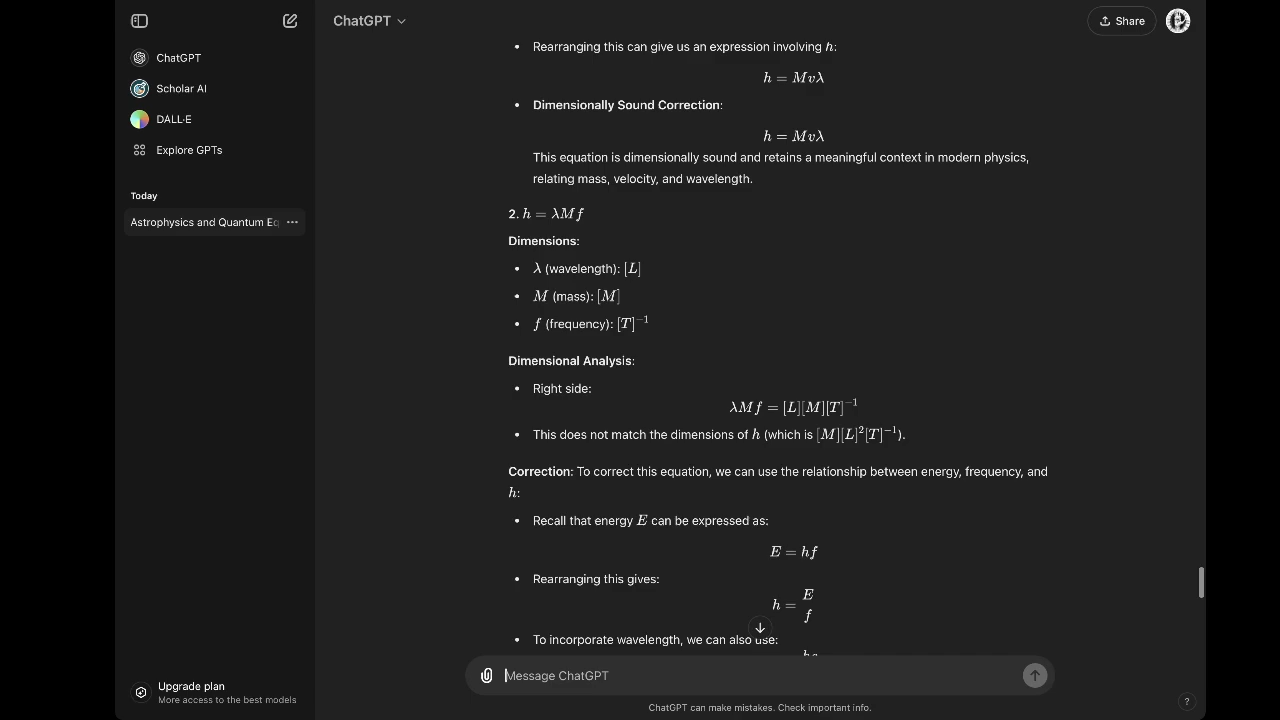 ChatGPT
Share
ChatGPT
Scholar AI
DALL·E
Explore GPTs
Today
Astrophysics and Quantum Eq
Upgrade plan
More access to the best models
• Rearranging this can give us an expression involving h:
h = Mvλ
• Dimensionally Sound Correction:
h = Mvλ
This equation is dimensionally sound and retains a meaningful context in modern physics,
relating mass, velocity, and wavelength.
2. h = λMf
Dimensions:
• λ (wavelength): [L]
• M (mass): [M]
• f (frequency): [T]⁻¹
Dimensional Analysis:
• Right side:
λMf = [L][M][T]⁻¹
• This does not match the dimensions of h (which is [M][L]²[T]⁻¹).
Correction: To correct this equation, we can use the relationship between energy, frequency, and
h:
• Recall that energy E can be expressed as:
E = hf
• Rearranging this gives:
h = E/f
• To incorporate wavelength, we can also use:
Message ChatGPT
ChatGPT can make mistakes. Check important info.
?